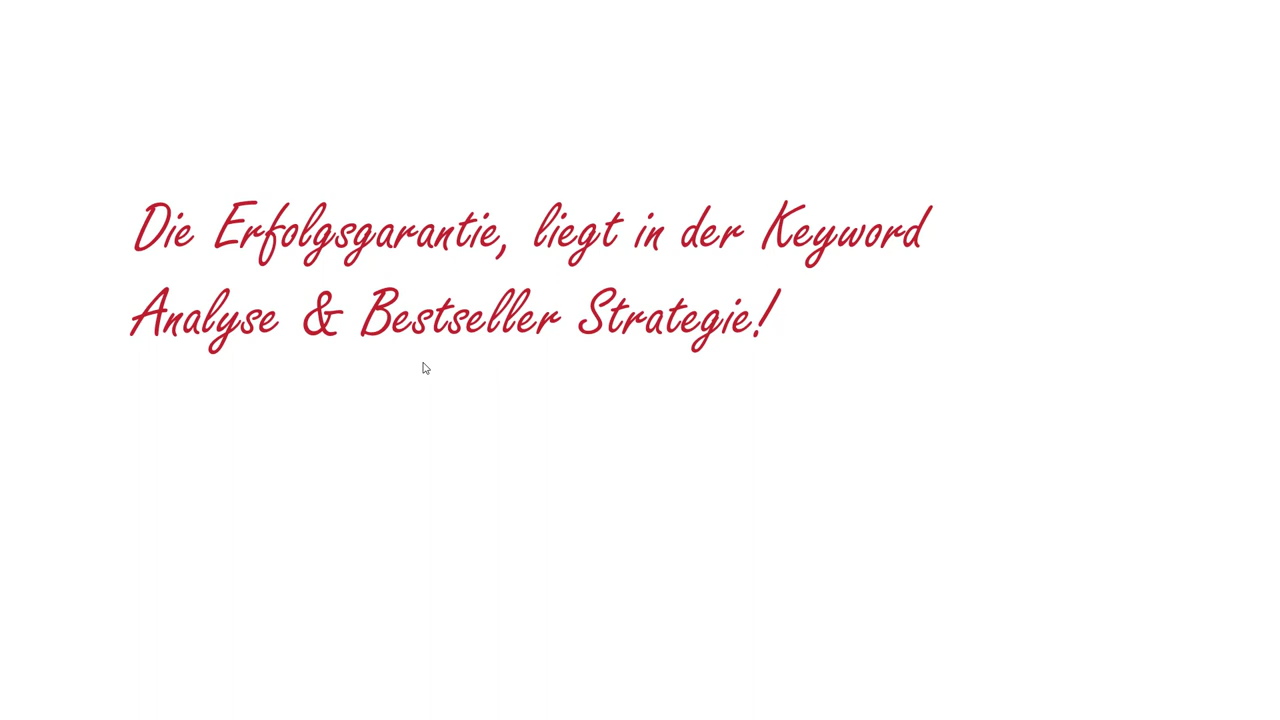 Die Erfolgsgarantie, liegt in der Keyword
Analyse & Bestseller Strategie!